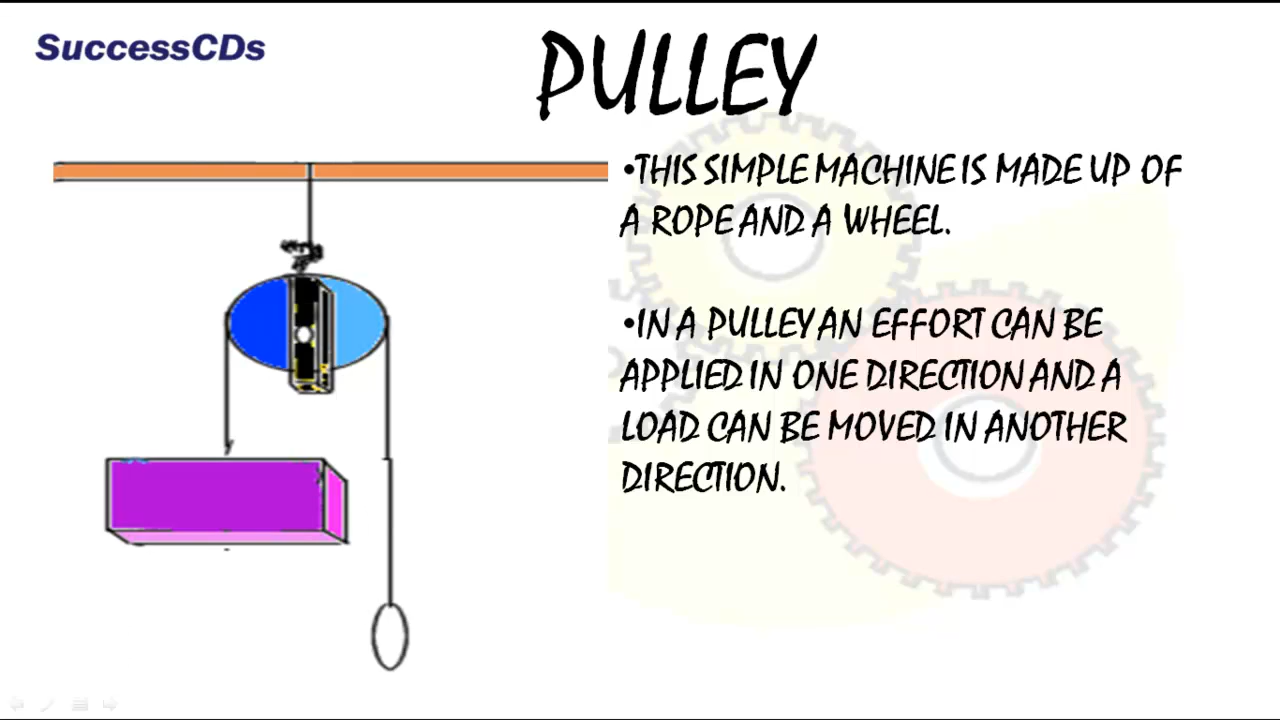 SuccessCDs
PULLEY
•THIS SIMPLE MACHINE IS MADE UP OF
A ROPE AND A WHEEL.
•IN A PULLEY AN EFFORT CAN BE
APPLIED IN ONE DIRECTION AND A
LOAD CAN BE MOVED IN ANOTHER
DIRECTION.